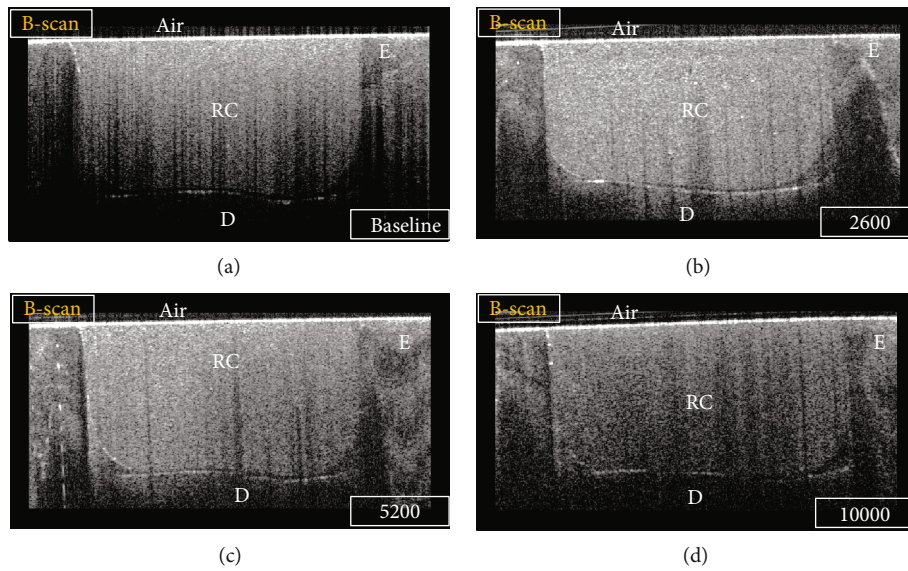 B-scan
Air
E
RC
D
Baseline
(a)
B-scan
Air
E
RC
D
2600
(b)
B-scan
Air
E
RC
D
5200
(c)
B-scan
Air
E
RC
D
10000
(d)